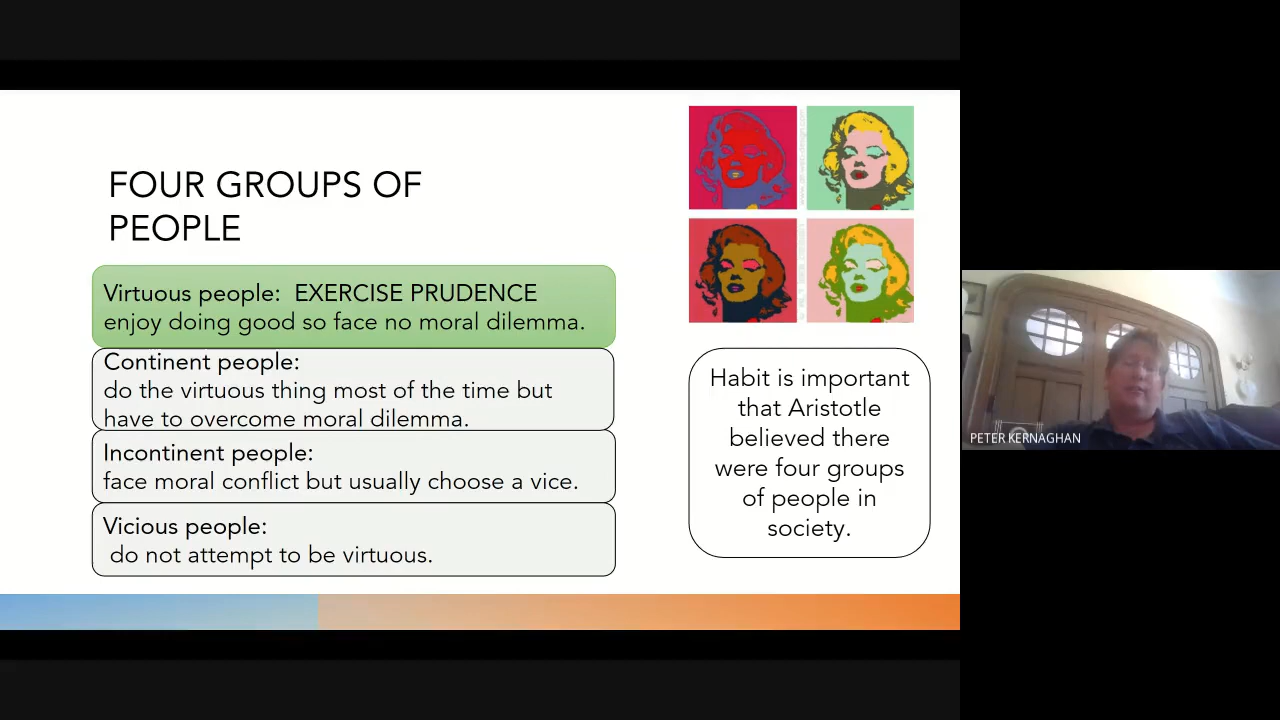 FOUR GROUPS OF
PEOPLE
Virtuous people:  EXERCISE PRUDENCE
enjoy doing good so face no moral dilemma.
Continent people:
do the virtuous thing most of the time but
have to overcome moral dilemma.
Incontinent people:
face moral conflict but usually choose a vice.
Vicious people:
do not attempt to be virtuous.
Habit is important
that Aristotle
believed there
were four groups
of people in
society.
PETER KERNAGHAN